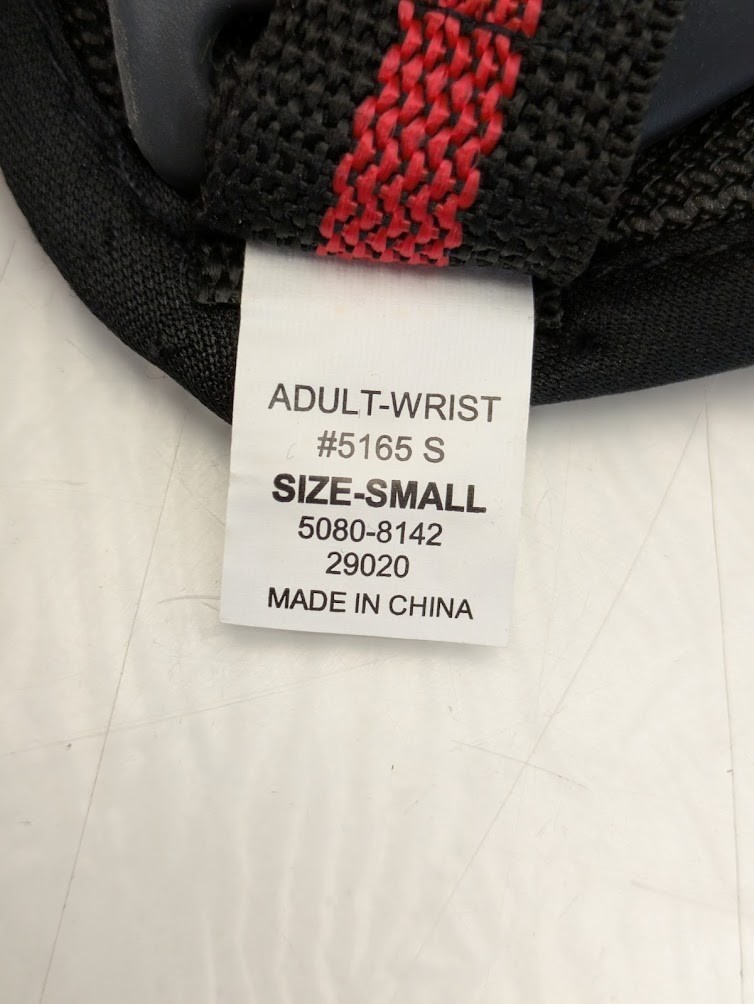 ADULT-WRIST
#5165 S
SIZE-SMALL
5080-8142
29020
MADE IN CHINA